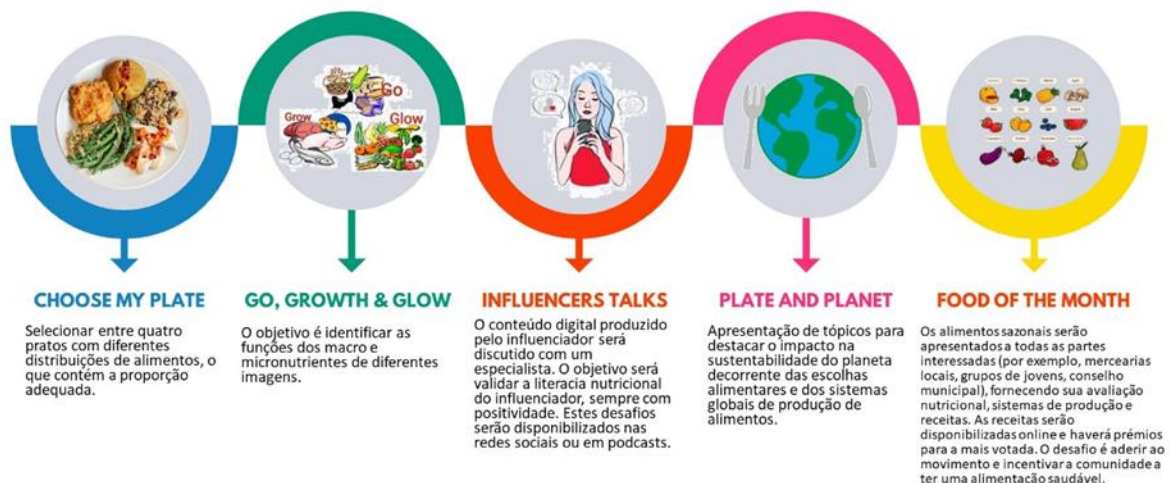 Go
Grow
Glow
CHOOSE MY PLATE
Selecionar entre quatro
pratos com diferentes
distribuições de alimentos, o
que contém a proporção
adequada.
GO, GROWTH & GLOW
O objetivo é identificar as
funções dos macro e
micronutrientes de diferentes
imagens.
INFLUENCERS TALKS
O conteúdo digital produzido
pelo influenciador será
discutido com um
especialista. O objetivo será
validar a literacia nutricional
do influenciador, sempre com
positividade. Estes desafios
serão disponibilizados nas
redes sociais ou em podcasts.
PLATE AND PLANET
Apresentação de tópicos para
destacar o impacto na
sustentabilidade do planeta
decorrente das escolhas
alimentares e dos sistemas
globais de produção de
alimentos.
FOOD OF THE MONTH
Os alimentos sazonais serão
apresentados a todas as partes
interessadas (por exemplo, mercearias
locais, grupos de jovens, conselho
municipal), fornecendo sua avaliação
nutricional, sistemas de produção e
receitas. As receitas serão
disponibilizadas online e haverá prémios
para a mais votada. O desafio é aderir ao
movimento e incentivar a comunidade a
ter uma alimentação saudável.